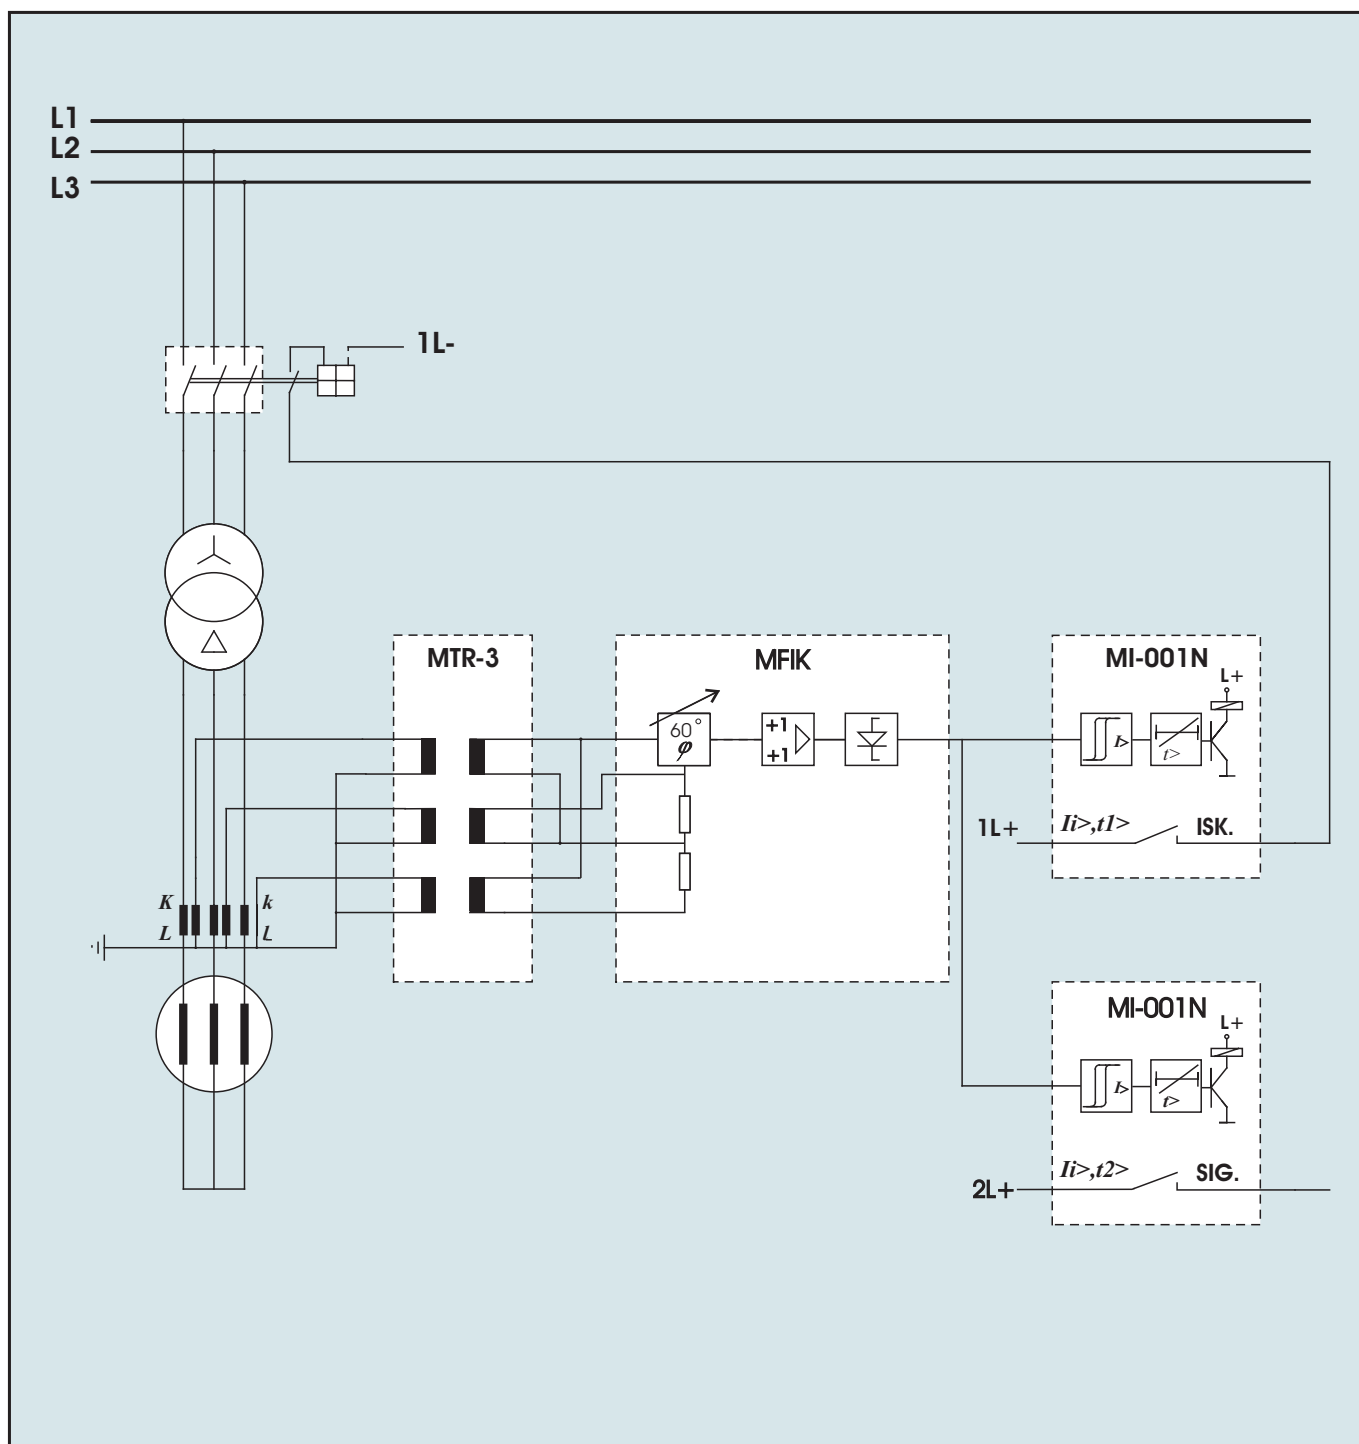 L1
L2
L3
1L-
MTR-3
MFIK
MI-001N
L+
60°
φ
+1
+1
I>
t>
1L+
Ii>,t1>
ISK.
K
k
L
L
MI-001N
L+
I>
t>
2L+
Ii>,t2>
SIG.